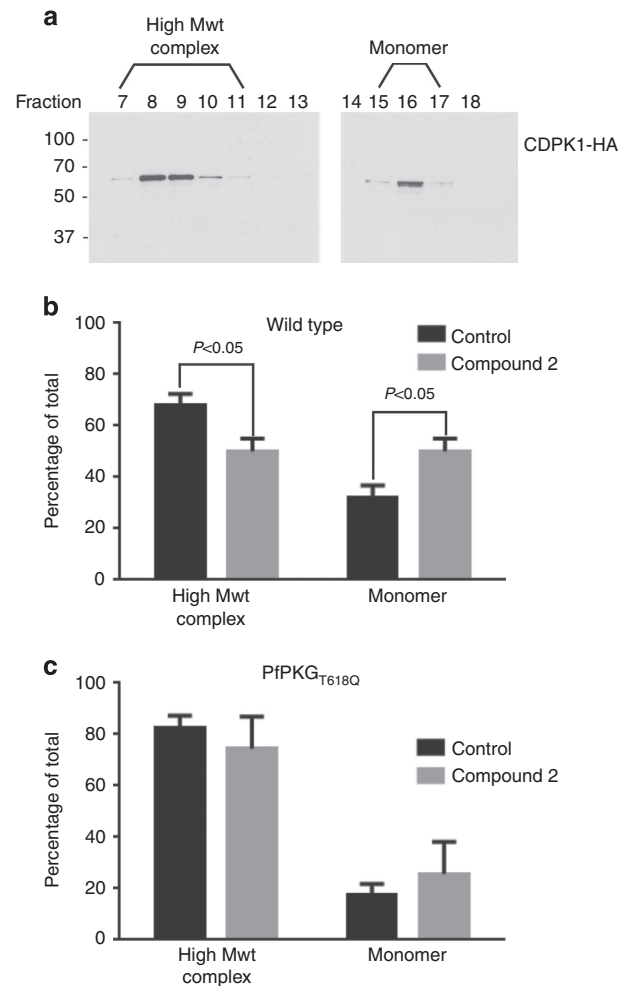 a
High Mwt
complex
Monomer
Fraction 7 8 9 10 11 12 13 14 15 16 17 18
100 -
70 -
50 -
37 -
CDPK1-HA
b
Wild type
Control
Compound 2
P<0.05
P<0.05
Percentage of total
100
80
60
40
20
0
High Mwt
complex
Monomer
c
PfPKGT618Q
Control
Compound 2
Percentage of total
100
80
60
40
20
0
High Mwt
complex
Monomer